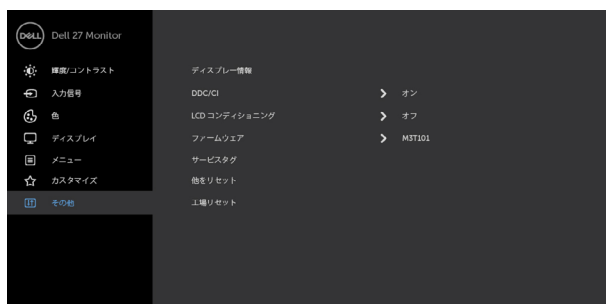 DELL Dell 27 Monitor
輝度/コントラスト
入力信号
色
ディスプレイ
メニュー
カスタマイズ
その他
ディスプレー情報
DDC/CI オン
LCD コンディショニング オフ
ファームウェア M3T101
サービスタグ
他をリセット
工場リセット